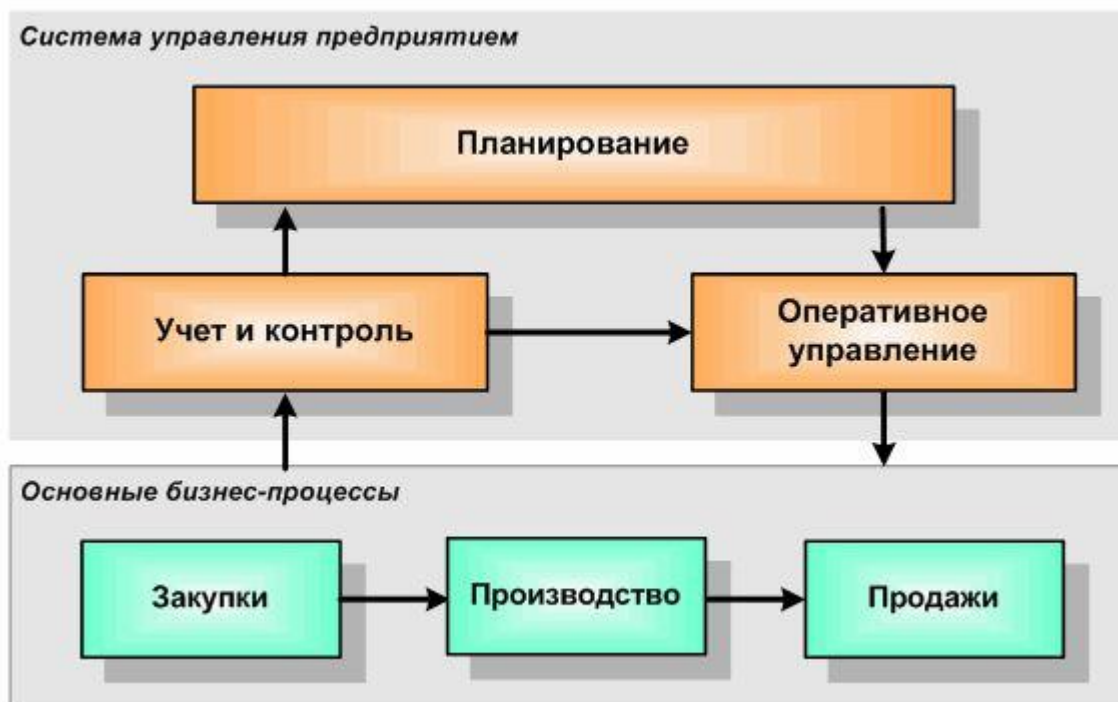 Система управления предприятием
Планирование
Учет и контроль
Оперативное
управление
Основные бизнес-процессы
Закупки
Производство
Продажи